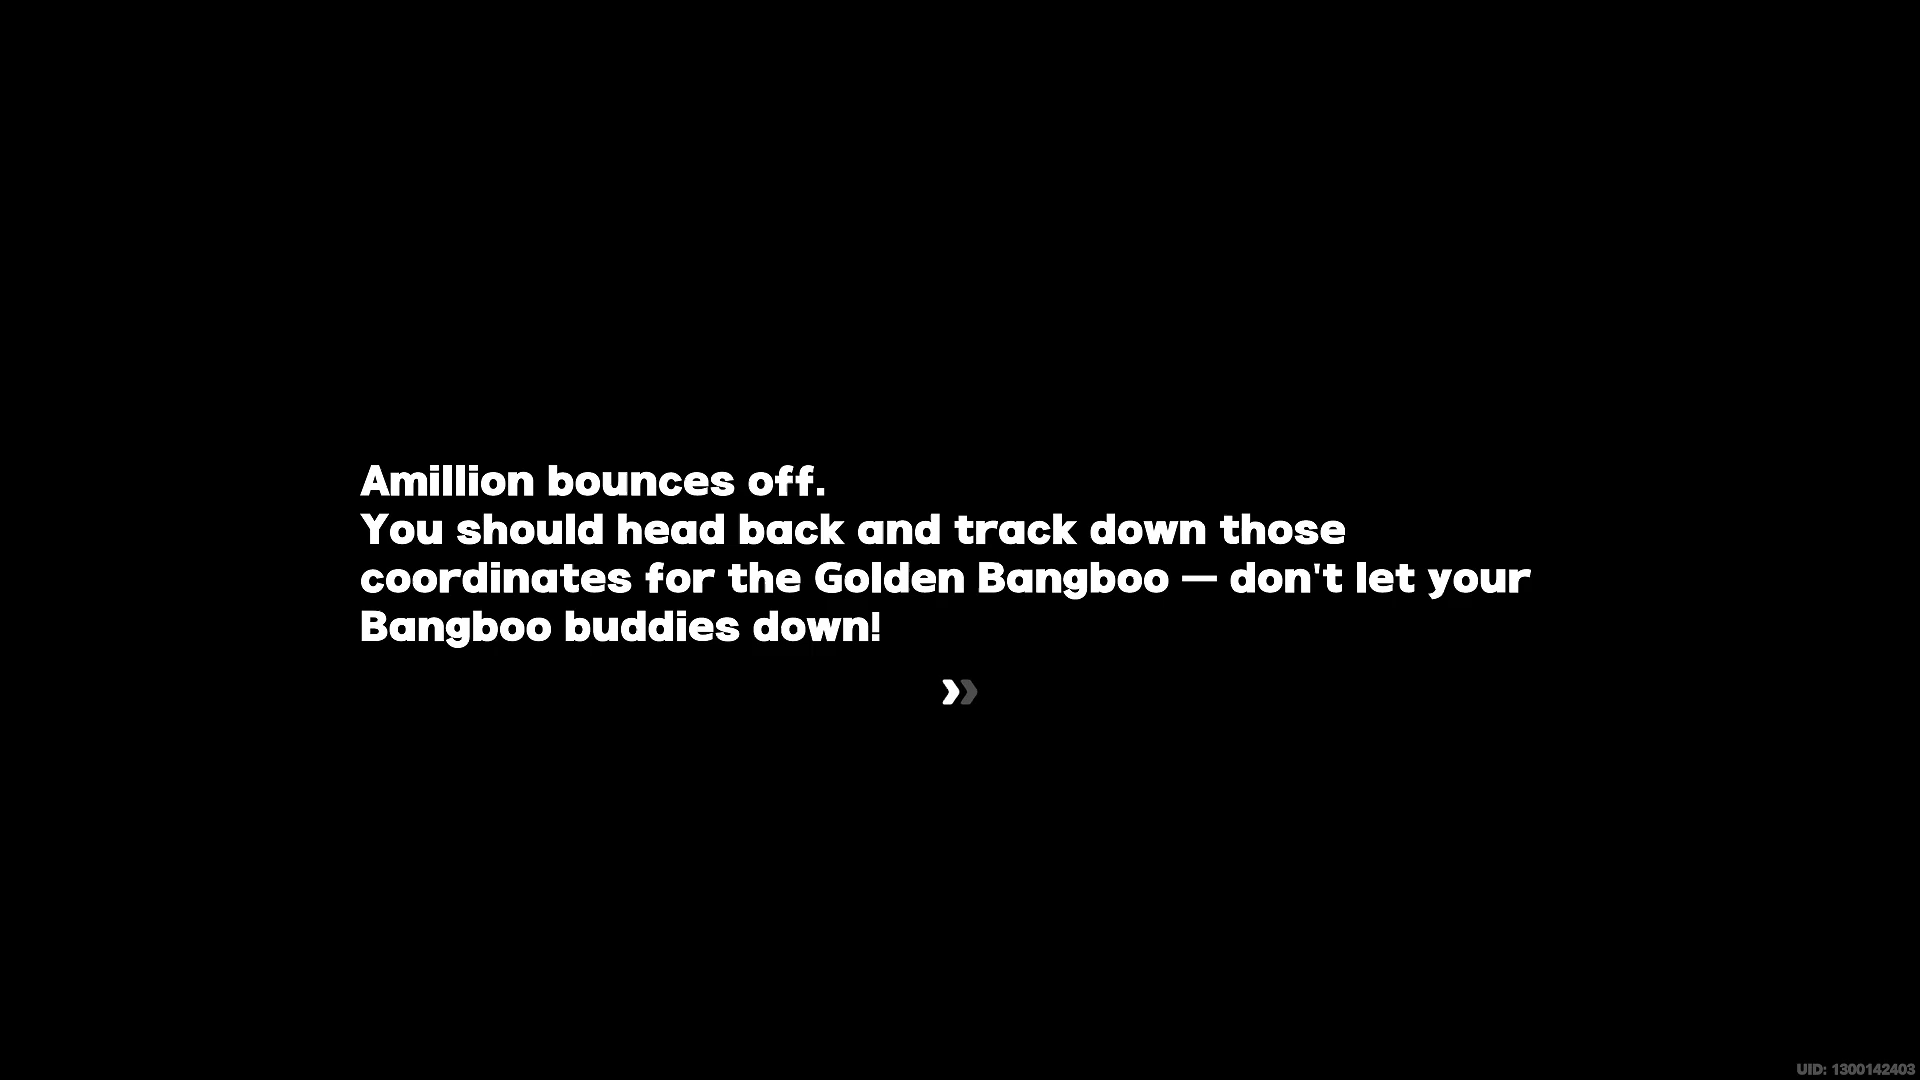 Amillion bounces off.
You should head back and track down those
coordinates for the Golden Bangboo — don't let your
Bangboo buddies down!
UID: 1300142403